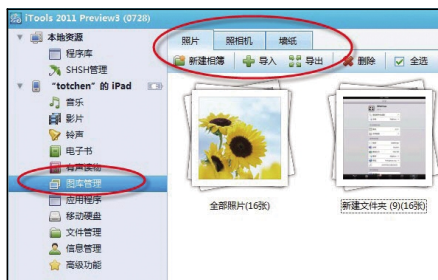 iTools 2011 Preview3 (0728)
本地资源
程序库
SHSH管理
"totchen" 的 iPad
音乐
影片
铃声
电子书
有声读物
图库管理
应用程序
移动硬盘
文件管理
信息管理
高级功能
照片 照相机 墙纸
新建相簿 导入 导出 删除 全选
全部照片(16张)
新建文件夹 (9)(16张)